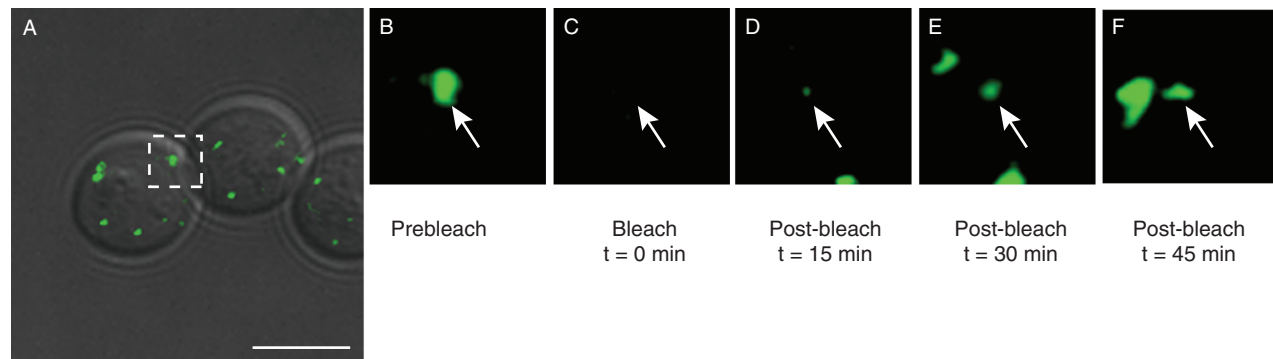 A
B
C
D
E
F
Prebleach
Bleach
t = 0 min
Post-bleach
t = 15 min
Post-bleach
t = 30 min
Post-bleach
t = 45 min